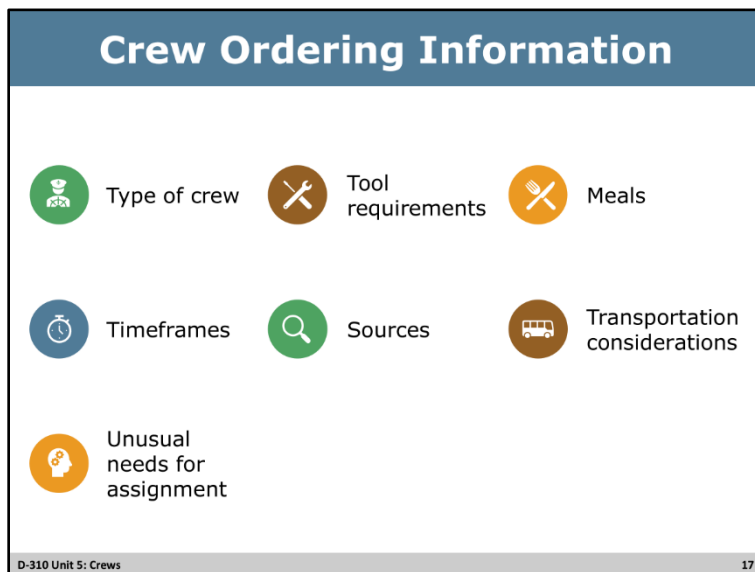 Crew Ordering Information
Type of crew
Tool
requirements
Meals
Timeframes
Sources
Transportation
considerations
Unusual
needs for
assignment
D-310 Unit 5: Crews
17